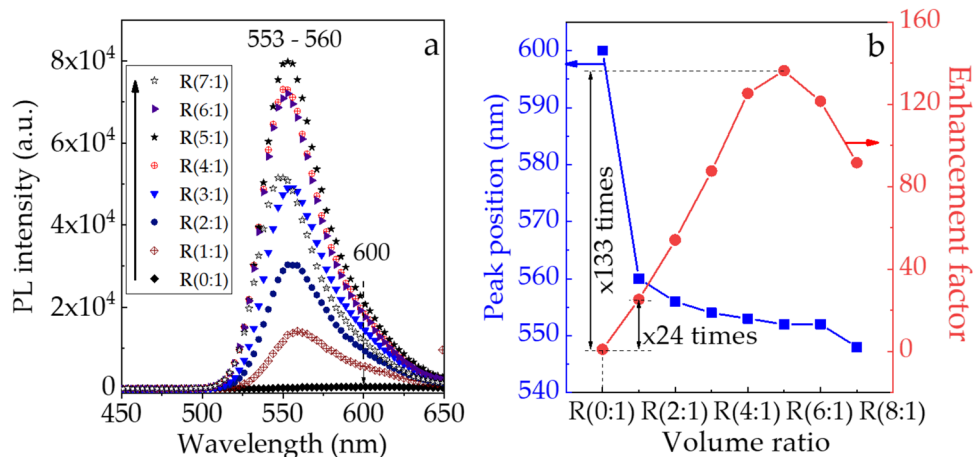 a
553 - 560
R(7:1)
R(6:1)
R(5:1)
R(4:1)
R(3:1)
R(2:1)
R(1:1)
R(0:1)
600
8x10⁴
6x10⁴
4x10⁴
2x10⁴
0
PL intensity (a.u.)
450 500 550 600 650
Wavelength (nm)
b
600
590
580
570
560
550
540
Peak position (nm)
x133 times
x24 times
160
120
80
40
0
Enhancement factor
R(0:1) R(2:1) R(4:1) R(6:1) R(8:1)
Volume ratio